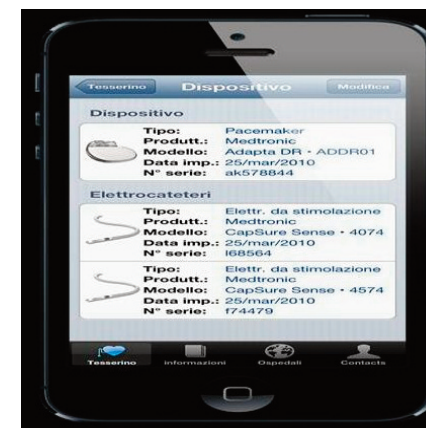 Tesserino Dispositivo Modifica
Dispositivo
Tipo: Pacemaker
Produtt.: Medtronic
Modello: Adapta DR • ADDR01
Data imp.: 25/mar/2010
N° serie: ak578844
Elettrocateteri
Tipo: Elettr. da stimolazione
Produtt.: Medtronic
Modello: CapSure Sense • 4074
Data imp.: 25/mar/2010
N° serie: l68564
Tipo: Elettr. da stimolazione
Produtt.: Medtronic
Modello: CapSure Sense • 4574
Data imp.: 25/mar/2010
N° serie: f74479
Tesserino Informazioni Ospedali Contacts